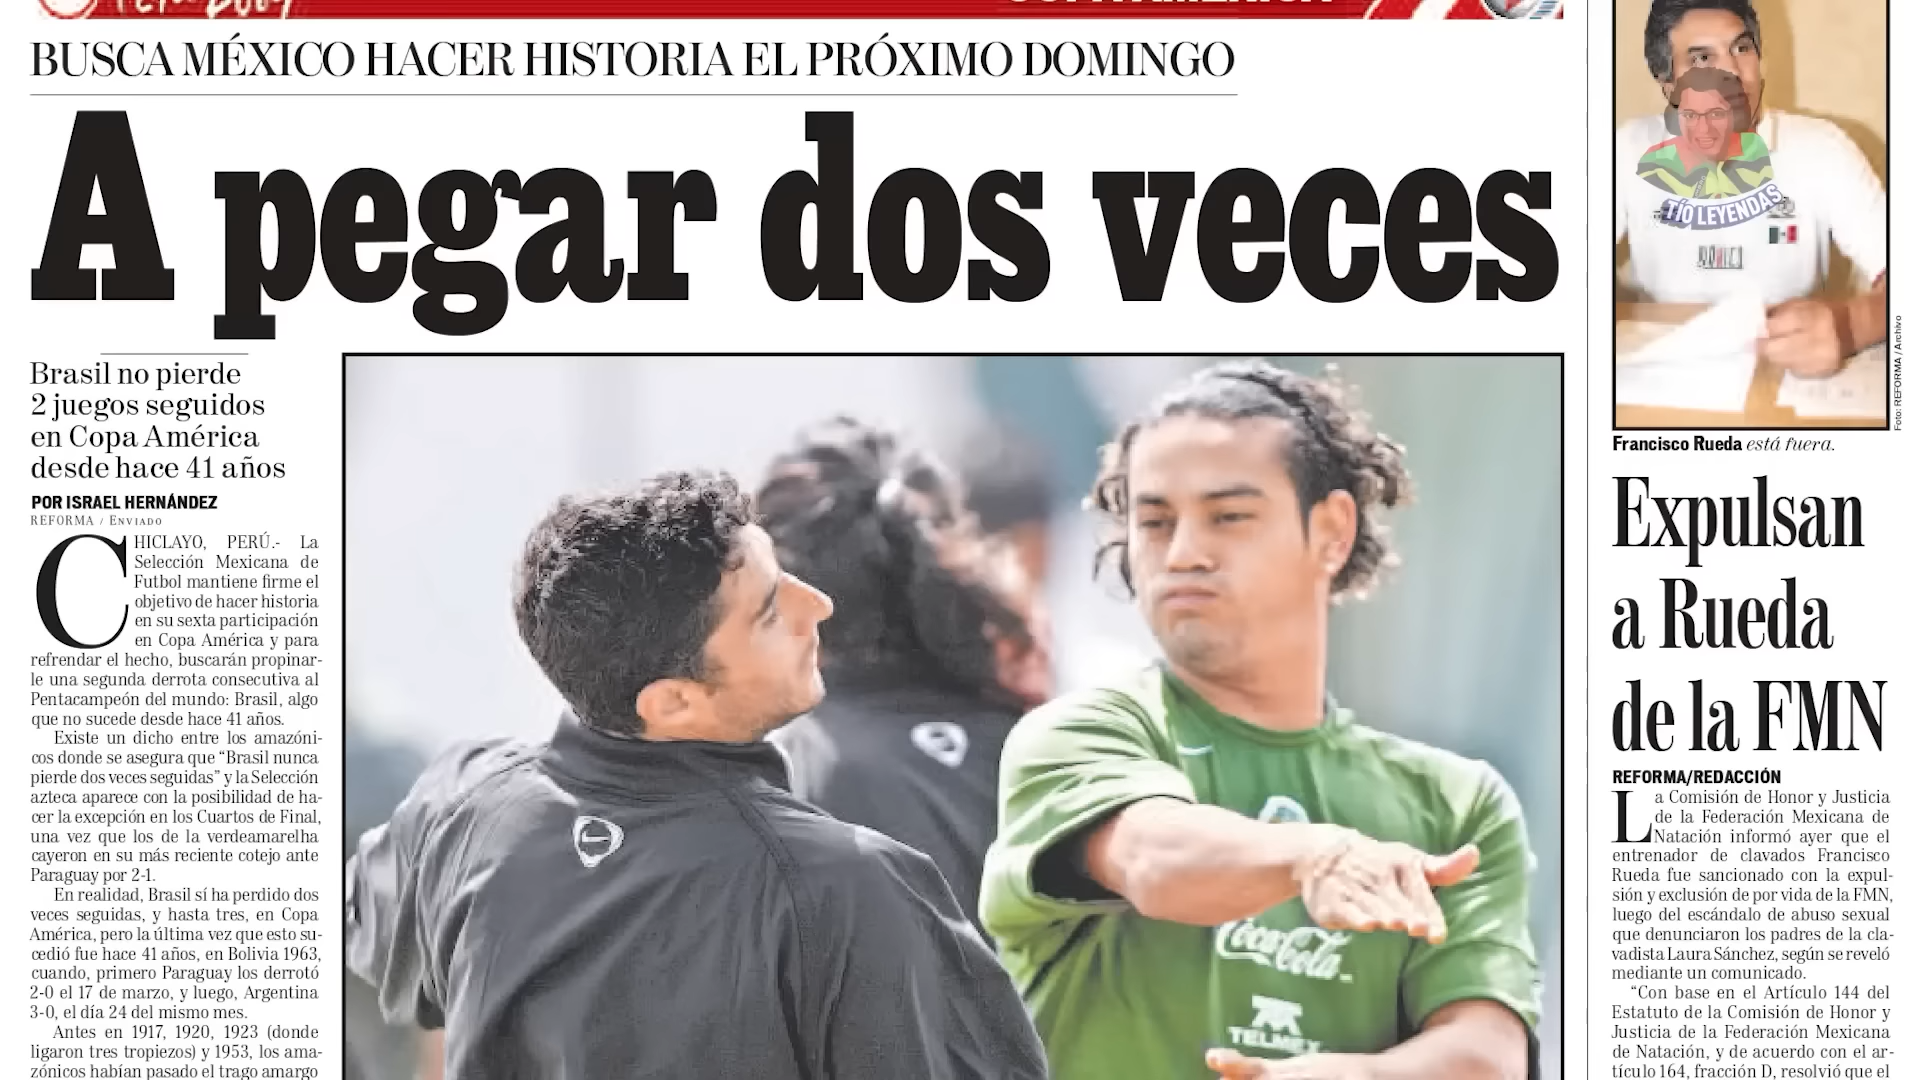 BUSCA MÉXICO HACER HISTORIA EL PRÓXIMO DOMINGO
A pegar dos veces
Brasil no pierde
2 juegos seguidos
en Copa América
desde hace 41 años
POR ISRAEL HERNÁNDEZ
REFORMA / Enviado
CHICLAYO, PERÚ.- La
Selección Mexicana de
Futbol mantiene firme el
objetivo de hacer historia
en su sexta participación
en Copa América y para
refrendar el hecho, buscarán propinar-
le una segunda derrota consecutiva al
Pentacampeón del mundo: Brasil, algo
que no sucede desde hace 41 años.
Existe un dicho entre los amazóni-
cos donde se asegura que “Brasil nunca
pierde dos veces seguidas” y la Selección
azteca aparece con la posibilidad de ha-
cer la excepción en los Cuartos de Final,
una vez que los de la verdeamarelha
cayeron en su más reciente cotejo ante
Paraguay por 2-1.
En realidad, Brasil sí ha perdido dos
veces seguidas, y hasta tres, en Copa
América, pero la última vez que esto su-
cedió fue hace 41 años, en Bolivia 1963,
cuando, primero Paraguay los derrotó
2-0 el 17 de marzo, y luego, Argentina
3-0, el día 24 del mismo mes.
Antes en 1917, 1920, 1923 (donde
ligaron tres tropiezos) y 1953, los ama-
zónicos habían pasado el trago amargo
Coca-Cola
TELMEX
TÍO LEYENDAS
Foto: REFORMA / Archivo
Francisco Rueda está fuera.
Expulsan
a Rueda
de la FMN
REFORMA/REDACCIÓN
La Comisión de Honor y Justicia
de la Federación Mexicana de
Natación informó ayer que el
entrenador de clavados Francisco
Rueda fue sancionado con la expul-
sión y exclusión de por vida de la FMN,
luego del escándalo de abuso sexual
que denunciaron los padres de la cla-
vadista Laura Sánchez, según se reveló
mediante un comunicado.
“Con base en el Artículo 144 del
Estatuto de la Comisión de Honor y
Justicia de la Federación Mexicana
de Natación, y de acuerdo con el ar-
tículo 164, fracción D, resolvió que el